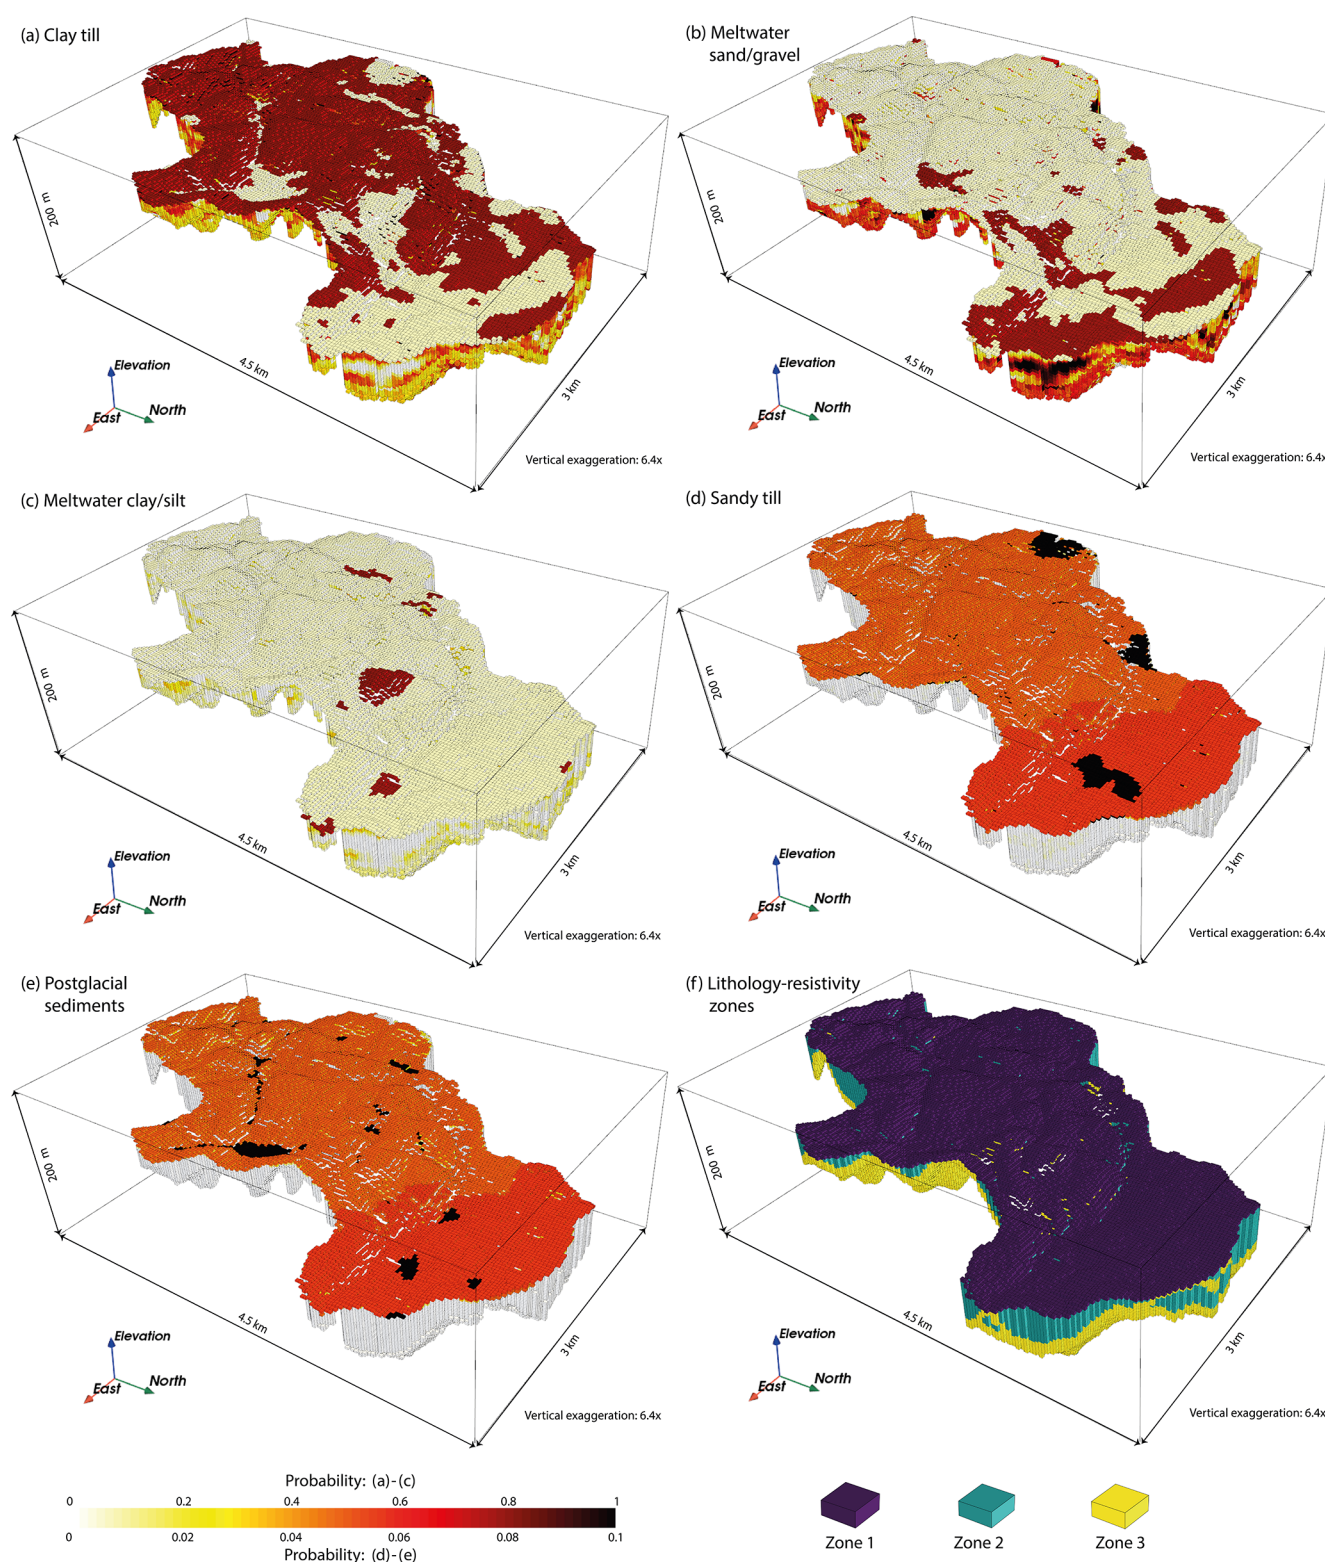 (a) Clay till
200 m
4.5 km
3 km
Elevation
North
East
Vertical exaggeration: 6.4x
(b) Meltwater
sand/gravel
200 m
4.5 km
3 km
Elevation
North
East
Vertical exaggeration: 6.4x
(c) Meltwater clay/silt
200 m
4.5 km
3 km
Elevation
North
East
Vertical exaggeration: 6.4x
(d) Sandy till
200 m
4.5 km
3 km
Elevation
North
East
Vertical exaggeration: 6.4x
(e) Postglacial
sediments
200 m
4.5 km
3 km
Elevation
North
East
Vertical exaggeration: 6.4x
(f) Lithology-resistivity
zones
200 m
4.5 km
3 km
Elevation
North
East
Vertical exaggeration: 6.4x
Probability: (a)-(c)
0 0.2 0.4 0.6 0.8 1
0 0.02 0.04 0.06 0.08 0.1
Probability: (d)-(e)
Zone 1 Zone 2 Zone 3